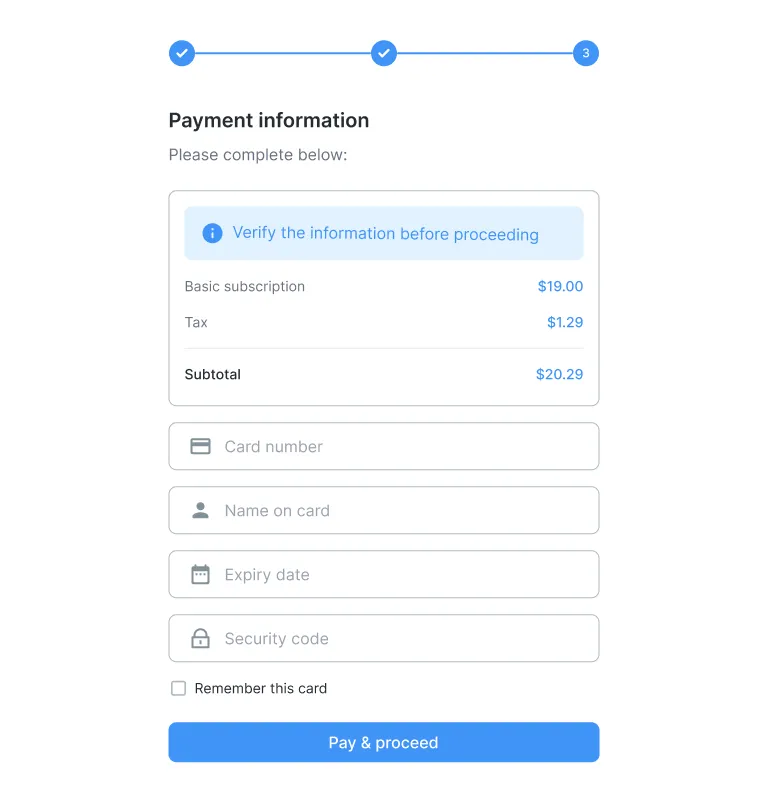 3
Payment information
Please complete below:
Verify the information before proceeding
Basic subscription $19.00
Tax $1.29
Subtotal $20.29
Card number
Name on card
Expiry date
Security code
Remember this card
Pay & proceed